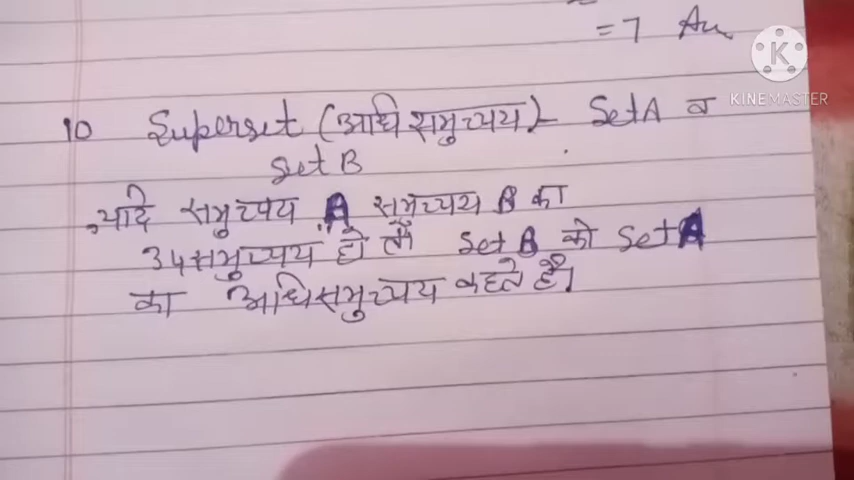 = 7 Ans
KINEMASTER
10 Superset (अधिसमुच्चय)- Set A व
Set B
यदि समुच्चय A समुच्चय B का
उपसमुच्चय हो तो Set B को Set A
का अधिसमुच्चय कहते हैं।